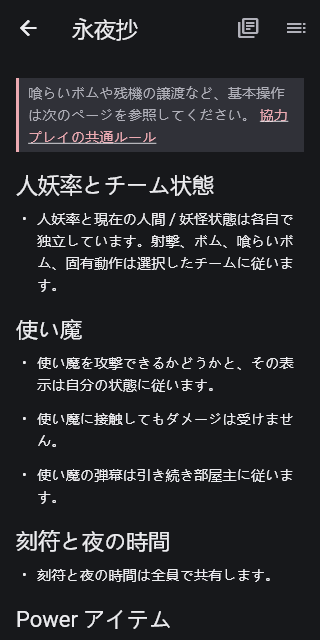 永夜抄
喰らいボムや残機の譲渡など、基本操作
は次のページを参照してください。 協力
プレイの共通ルール
人妖率とチーム状態
・ 人妖率と現在の人間 / 妖怪状態は各自で
独立しています。射撃、ボム、喰らいボ
ム、固有動作は選択したチームに従いま
す。
使い魔
・ 使い魔を攻撃できるかどうかと、その表
示は自分の状態に従います。
・ 使い魔に接触してもダメージは受けませ
ん。
・ 使い魔の弾幕は引き続き部屋主に従いま
す。
刻符と夜の時間
・ 刻符と夜の時間は全員で共有します。
Power アイテム